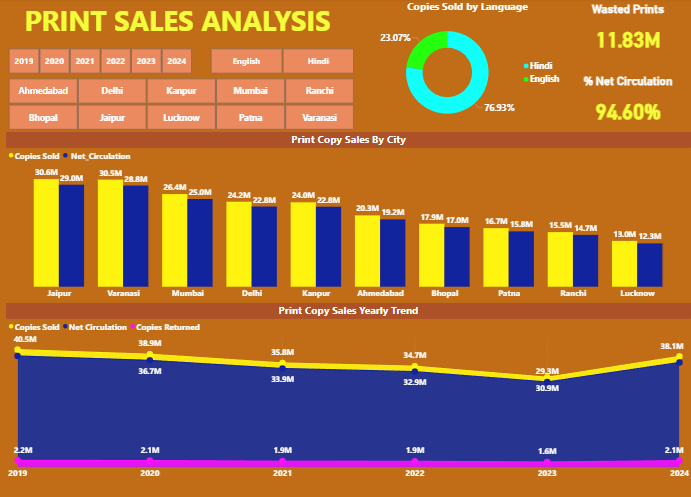 PRINT SALES ANALYSIS
2019 2020 2021 2022 2023 2024 English Hindi
Ahmedabad Delhi Kanpur Mumbai Ranchi
Bhopal Jaipur Lucknow Patna Varanasi
Copies Sold by Language
23.07%
76.93%
Hindi
English
Wasted Prints
11.83M
% Net Circulation
94.60%
Print Copy Sales By City
Copies Sold Net_Circulation
30.6M 29.0M 30.5M 28.8M 26.4M 25.0M 24.2M 22.8M 24.0M 22.8M 20.3M 19.2M 17.9M 17.0M 16.7M 15.8M 15.5M 14.7M 13.0M 12.3M
Jaipur Varanasi Mumbai Delhi Kanpur Ahmedabad Bhopal Patna Ranchi Lucknow
Print Copy Sales Yearly Trend
Copies Sold Net Circulation Copies Returned
40.5M 38.9M 35.8M 34.7M 29.3M 38.1M
36.7M 33.9M 32.9M 30.9M
2.2M 2.1M 1.9M 1.9M 1.6M 2.1M
2019 2020 2021 2022 2023 2024